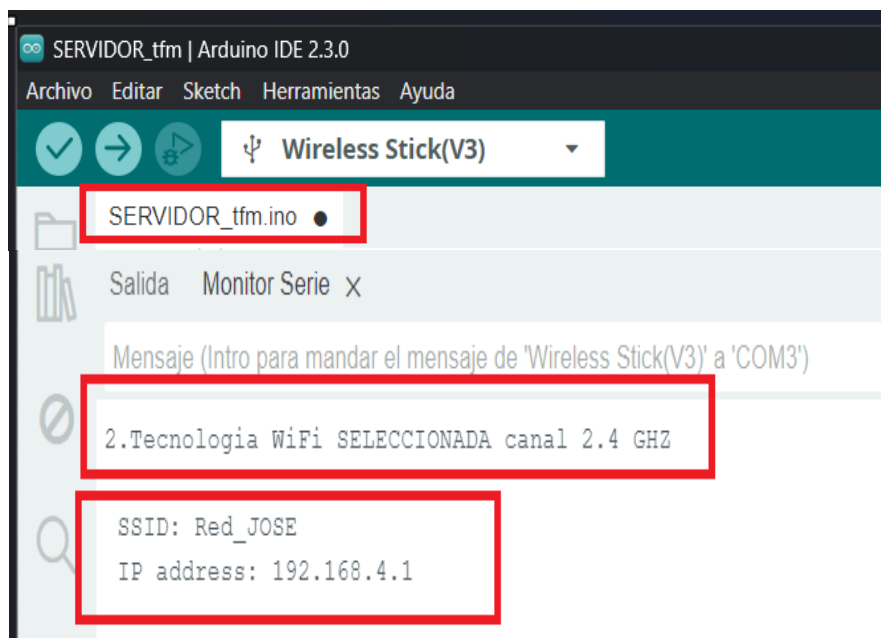 SERVIDOR_tfm | Arduino IDE 2.3.0
Archivo Editar Sketch Herramientas Ayuda
Wireless Stick(V3)
SERVIDOR_tfm.ino ●
Salida Monitor Serie X
Mensaje (Intro para mandar el mensaje de 'Wireless Stick(V3)' a 'COM3')
2.Tecnologia WiFi SELECCIONADA canal 2.4 GHZ
SSID: Red_JOSE
IP address: 192.168.4.1